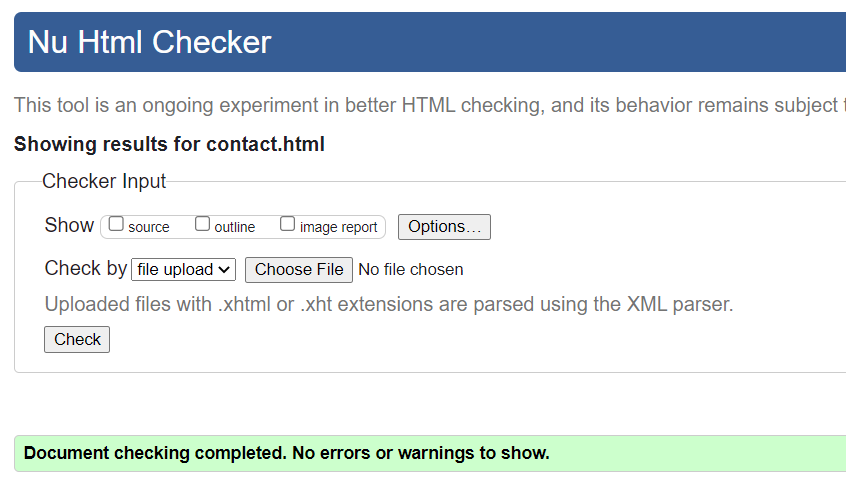 Nu Html Checker
This tool is an ongoing experiment in better HTML checking, and its behavior remains subject
Showing results for contact.html
Checker Input
Show source outline image report Options...
Check by file upload Choose File No file chosen
Uploaded files with .xhtml or .xht extensions are parsed using the XML parser.
Check
Document checking completed. No errors or warnings to show.